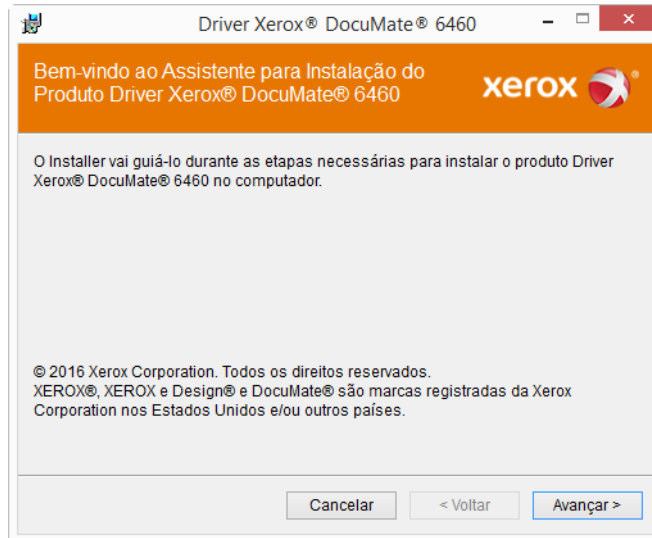 Driver Xerox® DocuMate® 6460
Bem-vindo ao Assistente para Instalação do
Produto Driver Xerox® DocuMate® 6460
xerox ®
O Installer vai guiá-lo durante as etapas necessárias para instalar o produto Driver
Xerox® DocuMate® 6460 no computador.
© 2016 Xerox Corporation. Todos os direitos reservados.
XEROX®, XEROX e Design® e DocuMate® são marcas registradas da Xerox
Corporation nos Estados Unidos e/ou outros países.
Cancelar
< Voltar
Avançar >